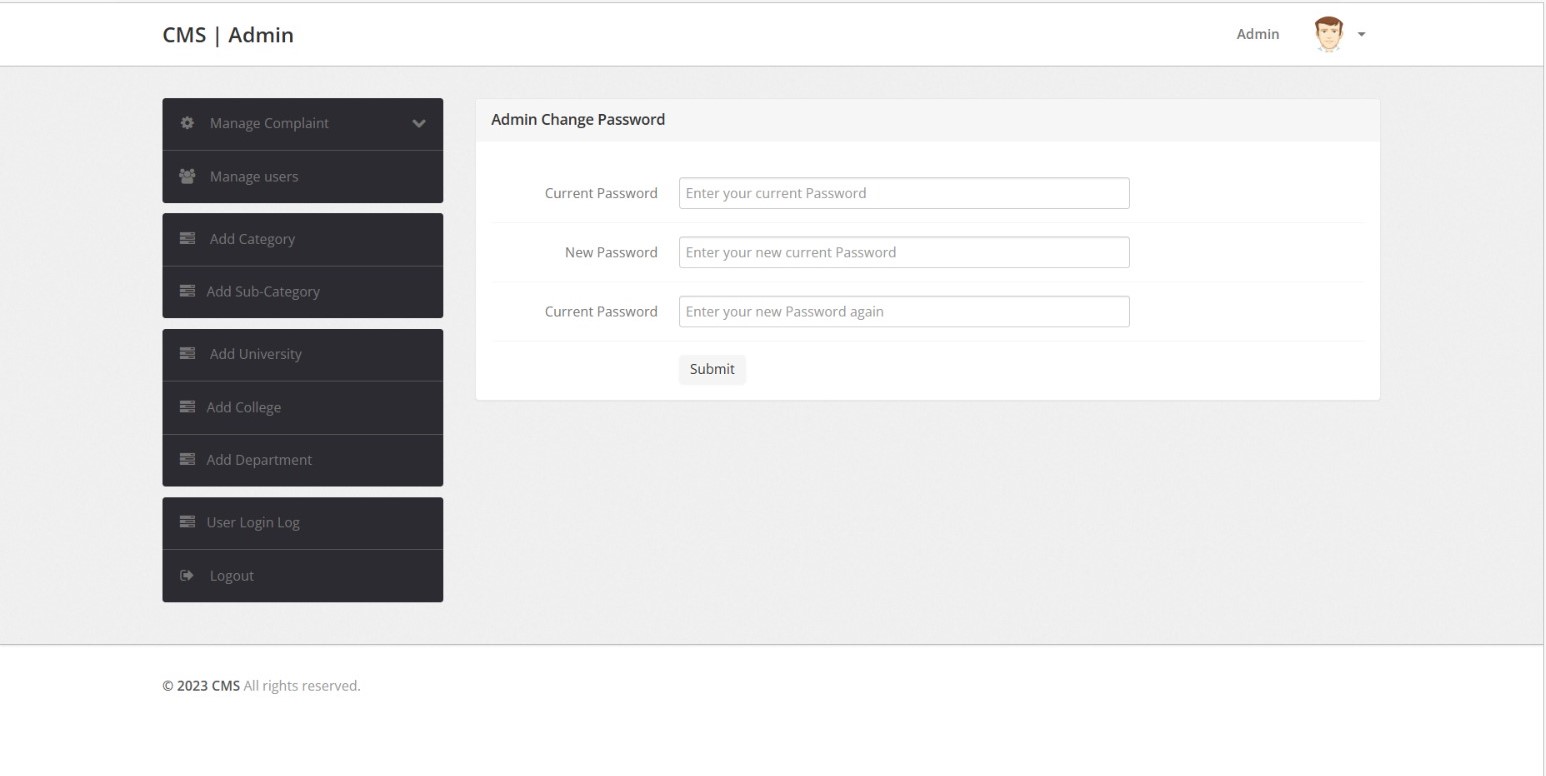 CMS | Admin
Admin
Manage Complaint
Manage users
Add Category
Add Sub-Category
Add University
Add College
Add Department
User Login Log
Logout
Admin Change Password
Current Password
Enter your current Password
New Password
Enter your new current Password
Current Password
Enter your new Password again
Submit
© 2023 CMS All rights reserved.